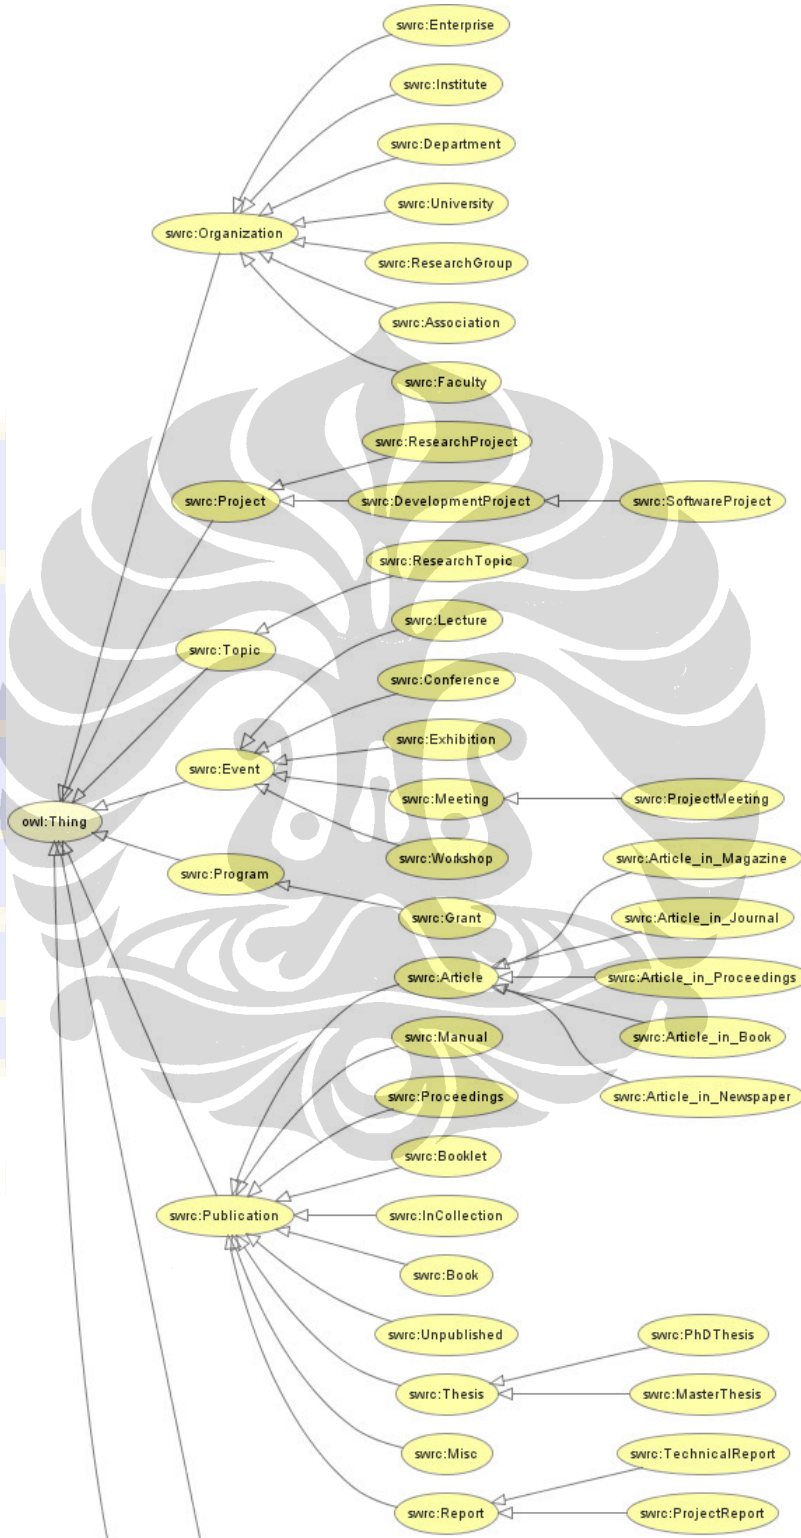 swrc:Enterprise
swrc:Institute
swrc:Department
swrc:University
swrc:Organization
swrc:ResearchGroup
swrc:Association
swrc:Faculty
swrc:ResearchProject
swrc:Project
swrc:DevelopmentProject
swrc:SoftwareProject
swrc:ResearchTopic
swrc:Lecture
swrc:Topic
swrc:Conference
swrc:Exhibition
swrc:Event
swrc:Meeting
swrc:ProjectMeeting
owl:Thing
swrc:Workshop
swrc:Article_in_Magazine
swrc:Program
swrc:Grant
swrc:Article_in_Journal
swrc:Article
swrc:Article_in_Proceedings
swrc:Manual
swrc:Article_in_Book
swrc:Proceedings
swrc:Article_in_Newspaper
swrc:Booklet
swrc:Publication
swrc:InCollection
swrc:Book
swrc:Unpublished
swrc:PhDThesis
swrc:Thesis
swrc:MasterThesis
swrc:Misc
swrc:TechnicalReport
swrc:Report
swrc:ProjectReport